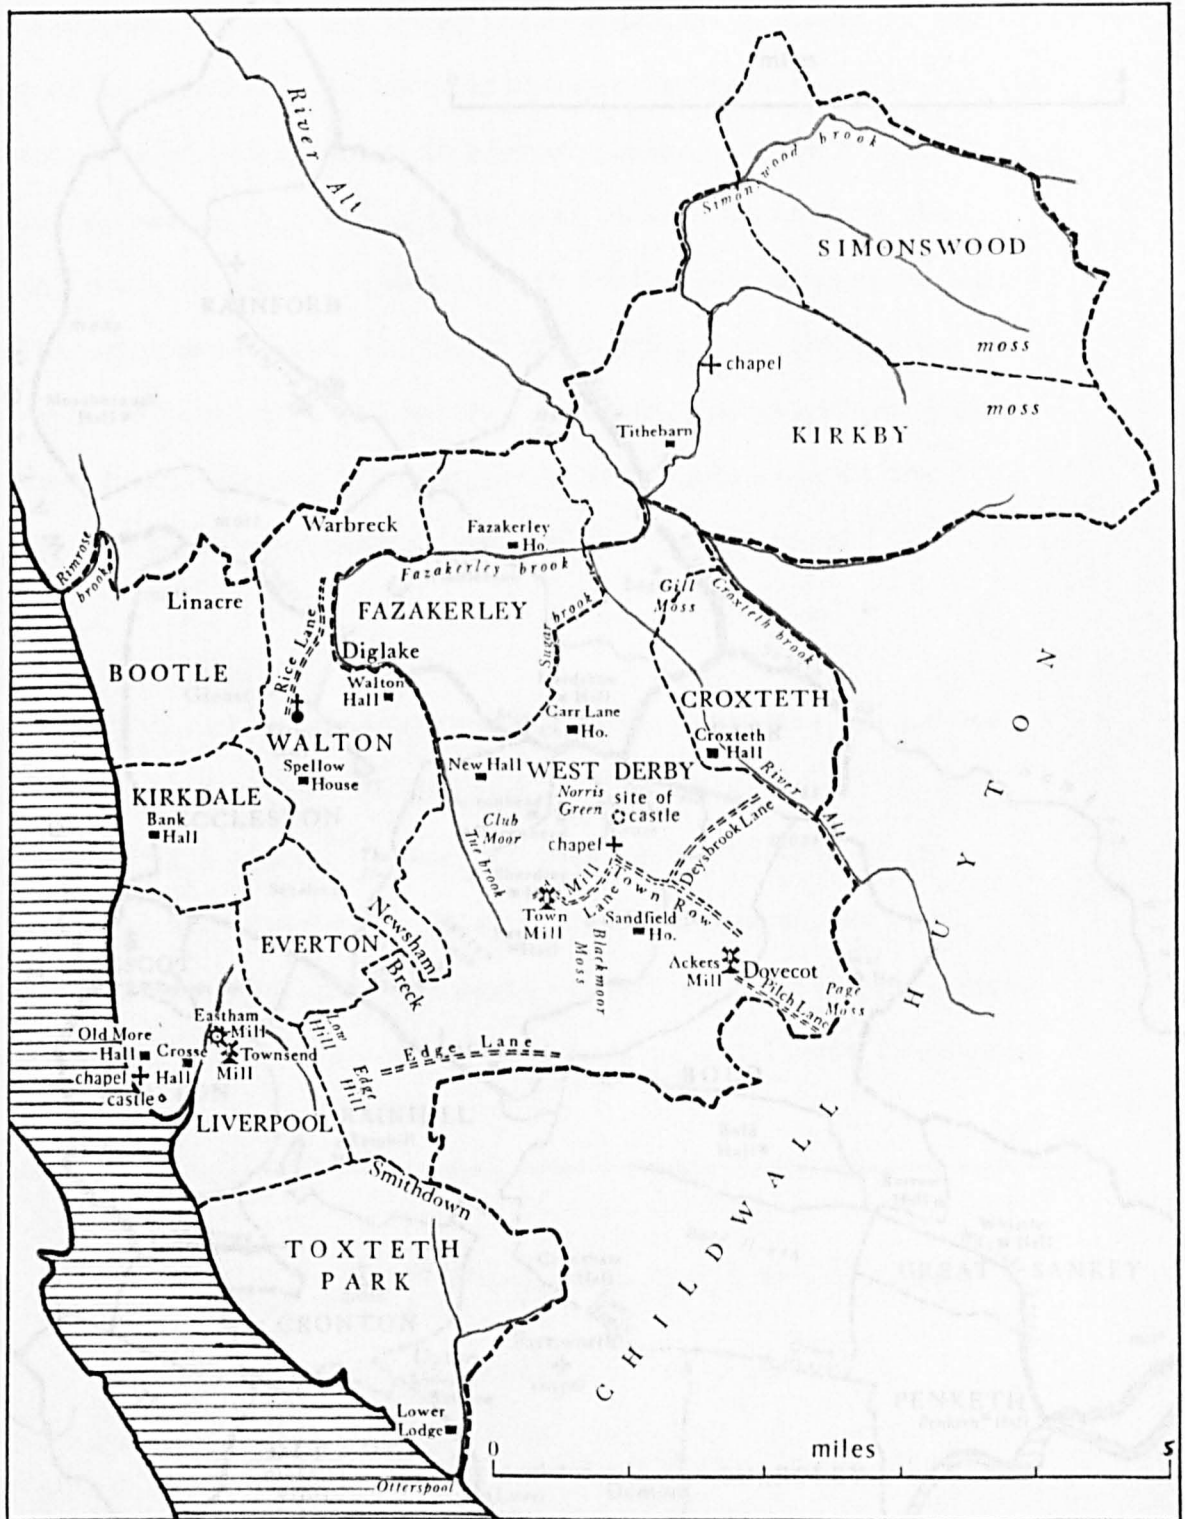 River Alt
Simonswood brook
SIMONSWOOD
moss
chapel
moss
Tithebarn
KIRKBY
Warbreck
Fazakerley
Ho.
Rimrose
brook
Fazakerley brook
Linacre
Rice Lane
FAZAKERLEY
Gill
Moss
Croxteth brook
Sugar brook
BOOTLE
Diglake
Walton
Hall
CROXTETH
Carr Lane
Ho.
Croxteth
Hall
WALTON
Spellow
House
New Hall
WEST DERBY
River Alt
KIRKDALE
Bank
Hall
Norris
Green
site of
castle
Club
Moor
chapel
Deysbrook Lane
Tue brook
Mill
Lane
Town Row
Town
Mill
Sandfield
Ho.
Blackmoor
Moss
EVERTON
Newsham
Breck
Ackers
Mill
Dovecot
Pilch Lane
Page
Moss
HUYTON
Eastham
Mill
Old More
Hall
Crosse
Hall
Townsend
Mill
chapel
castle
Low
Hill
Edge Lane
Edge
Hill
LIVERPOOL
Smithdown
TOXTETH
PARK
CHILDWALL
Lower
Lodge
Otterspool
0 miles 5